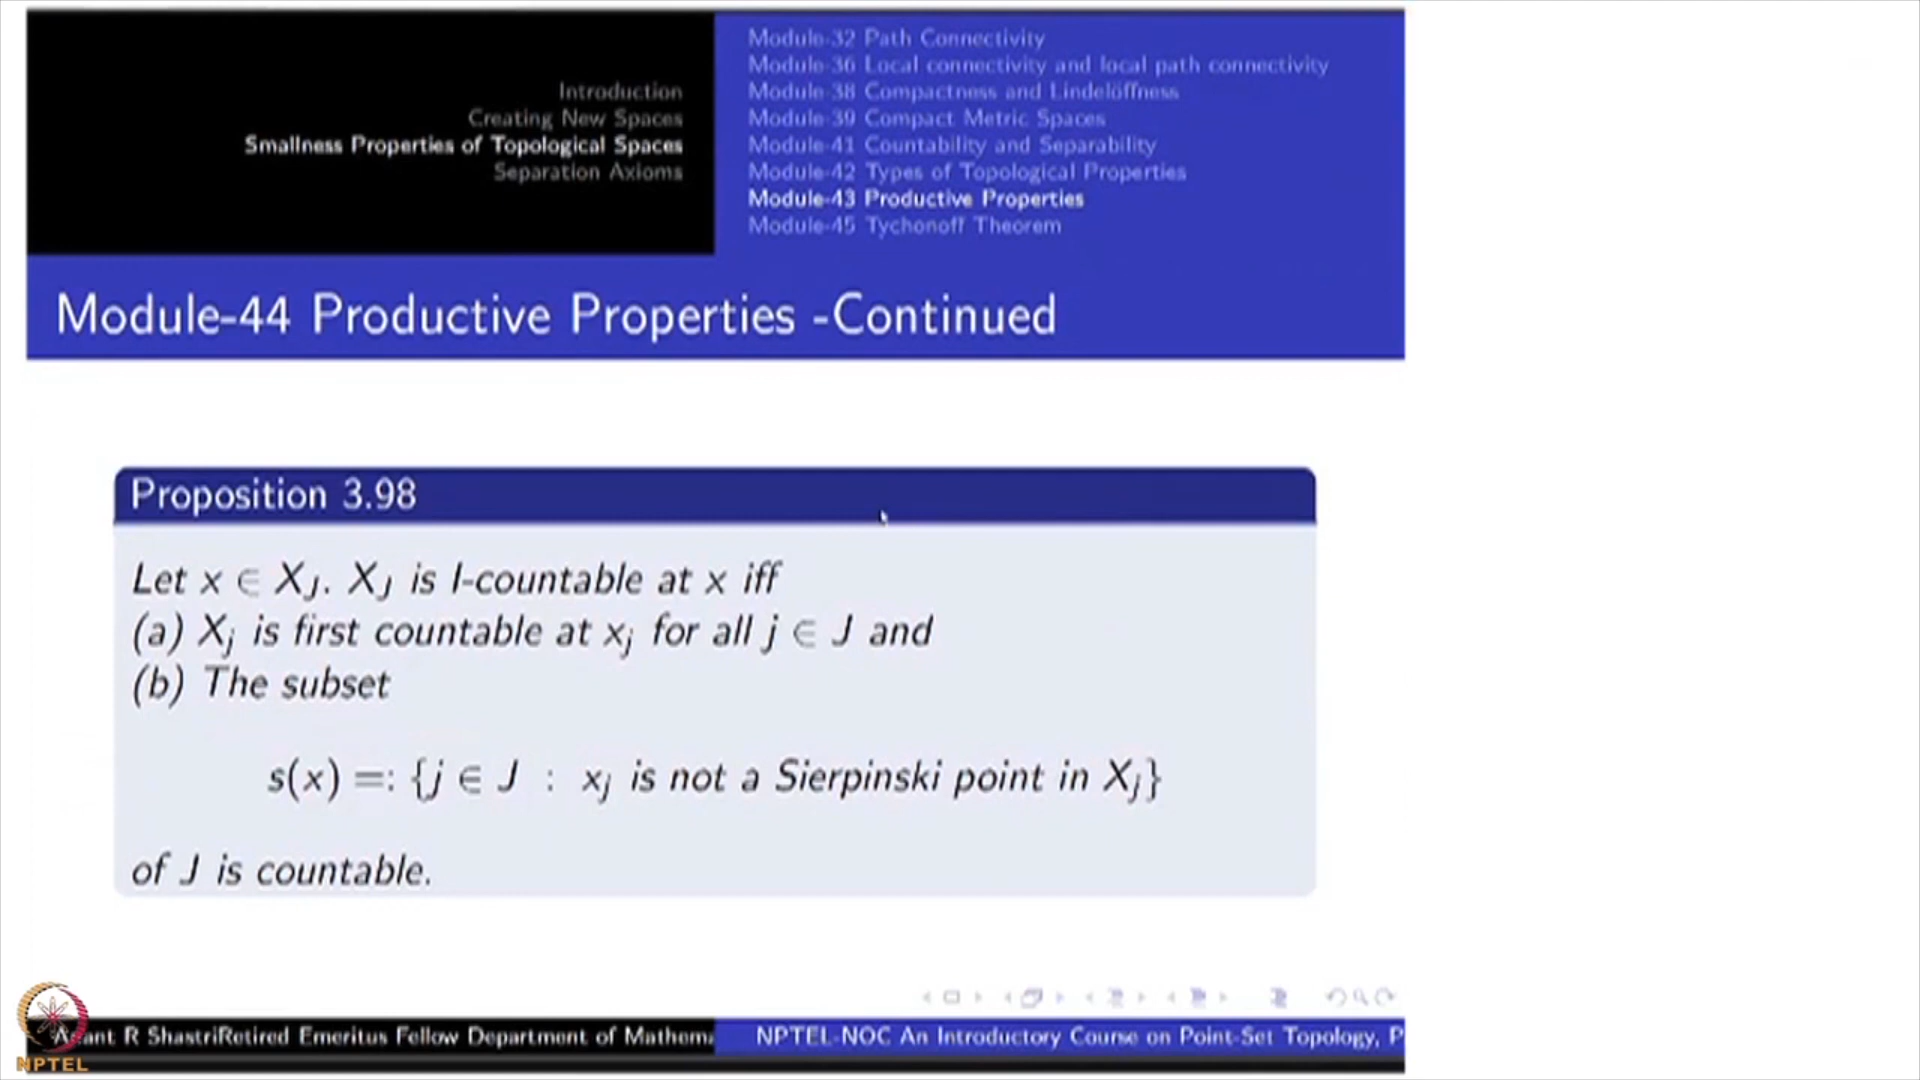 Introduction
Creating New Spaces
Smallness Properties of Topological Spaces
Separation Axioms
Module-32 Path Connectivity
Module-36 Local connectivity and local path connectivity
Module-38 Compactness and Lindelöffness
Module-39 Compact Metric Spaces
Module-41 Countability and Separability
Module-42 Types of Topological Properties
Module-43 Productive Properties
Module-45 Tychonoff Theorem
Module-44 Productive Properties -Continued
Proposition 3.98
Let x ∈ X_J. X_J is I-countable at x iff
(a) X_j is first countable at x_j for all j ∈ J and
(b) The subset
s(x) =: {j ∈ J : x_j is not a Sierpinski point in X_j}
of J is countable.
R ShastriRetired Emeritus Fellow Department of Mathema
NPTEL-NOC An Introductory Course on Point-Set Topology, P
NPTEL